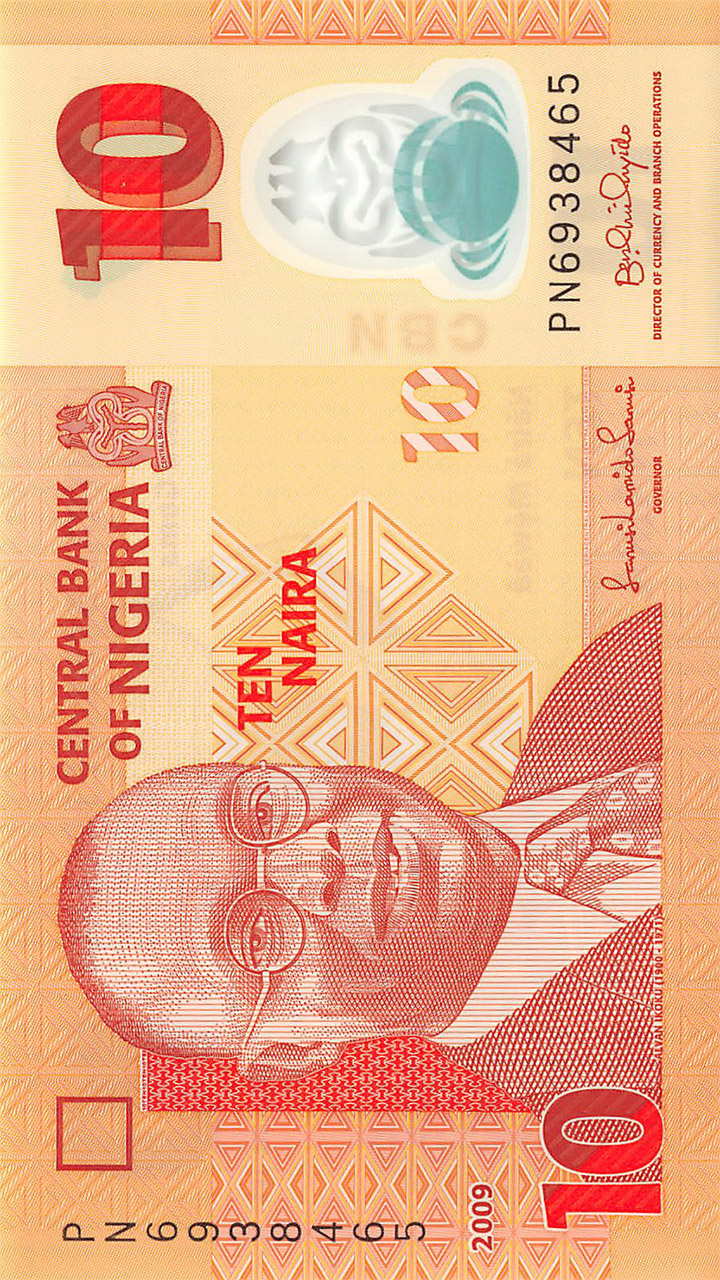 PN6938465
CENTRAL BANK
OF NIGERIA
CENTRAL BANK OF NIGERIA
10
TEN
NAIRA
10
CBN
2009
10
ALVAN IKOKU (1900 - 1971)
GOVERNOR
PN6938465
DIRECTOR OF CURRENCY AND BRANCH OPERATIONS